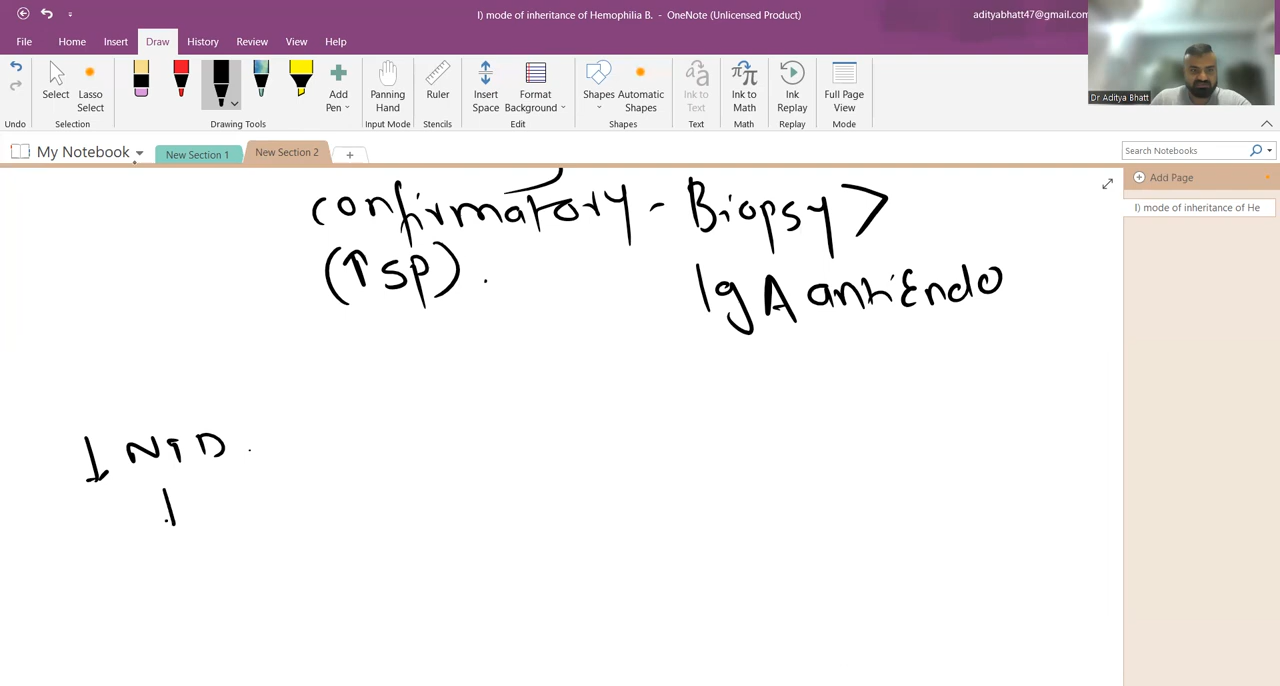 I) mode of inheritance of Hemophilia B. - OneNote (Unlicensed Product)
adityabhatt47@gmail.com
File Home Insert Draw History Review View Help
Undo
Select
Lasso Select
Selection
Drawing Tools
Add Pen
Panning Hand
Input Mode
Ruler
Stencils
Insert Space
Format Background
Edit
Shapes
Automatic Shapes
Shapes
Ink to Text
Text
Ink to Math
Math
Ink Replay
Replay
Full Page View
Mode
Dr Aditya Bhatt
My Notebook
New Section 1
New Section 2
Search Notebooks
Add Page
I) mode of inheritance of He
confirmatory - Biopsy >
(↑ SP) .
IgA antiEndo
↓ NTD .